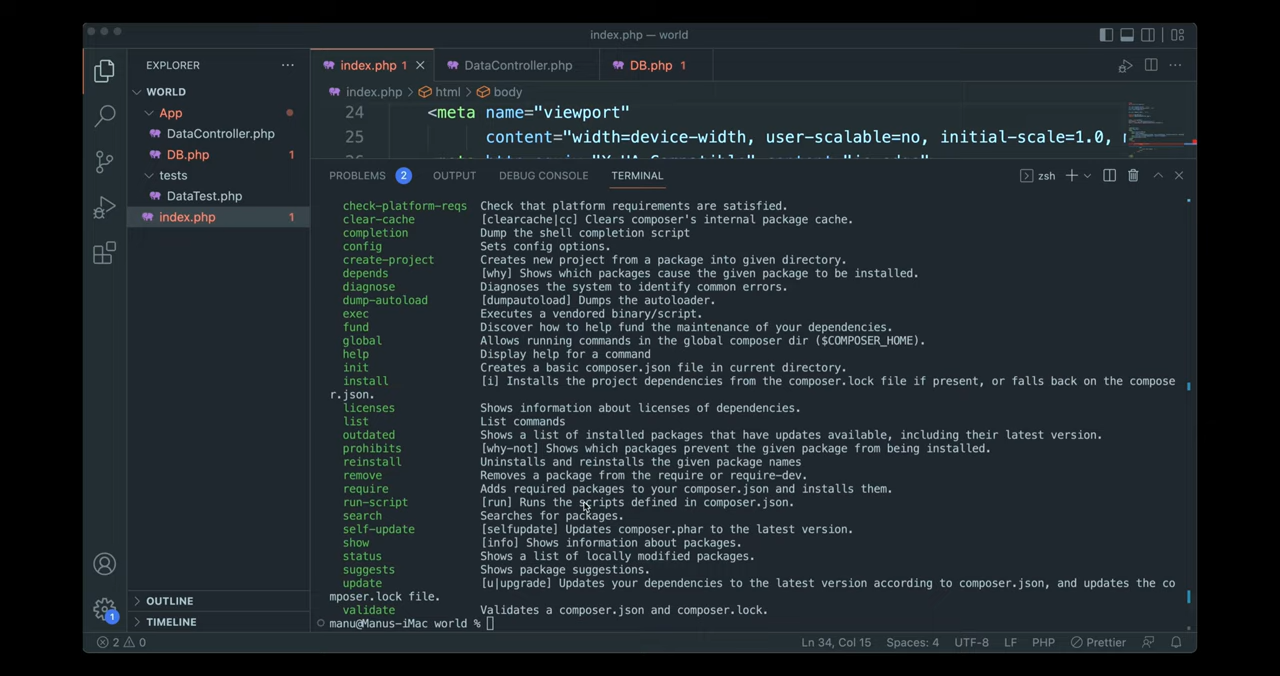 index.php — world
EXPLORER
index.php 1
DataController.php
DB.php 1
WORLD
index.php > html > body
App
24 <meta name="viewport"
DataController.php
25 content="width=device-width, user-scalable=no, initial-scale=1.0,
DB.php 1
tests
PROBLEMS 2 OUTPUT DEBUG CONSOLE TERMINAL
zsh
DataTest.php
index.php 1
check-platform-reqs Check that platform requirements are satisfied.
clear-cache [clearcache|cc] Clears composer's internal package cache.
completion Dump the shell completion script
config Sets config options.
create-project Creates new project from a package into given directory.
depends [why] Shows which packages cause the given package to be installed.
diagnose Diagnoses the system to identify common errors.
dump-autoload [dumpautoload] Dumps the autoloader.
exec Executes a vendored binary/script.
fund Discover how to help fund the maintenance of your dependencies.
global Allows running commands in the global composer dir ($COMPOSER_HOME).
help Display help for a command
init Creates a basic composer.json file in current directory.
install [i] Installs the project dependencies from the composer.lock file if present, or falls back on the compose
r.json.
licenses Shows information about licenses of dependencies.
list List commands
outdated Shows a list of installed packages that have updates available, including their latest version.
prohibits [why-not] Shows which packages prevent the given package from being installed.
reinstall Uninstalls and reinstalls the given package names
remove Removes a package from the require or require-dev.
require Adds required packages to your composer.json and installs them.
run-script [run] Runs the scripts defined in composer.json.
search Searches for packages.
self-update [selfupdate] Updates composer.phar to the latest version.
show [info] Shows information about packages.
status Shows a list of locally modified packages.
suggests Shows package suggestions.
update [u|upgrade] Updates your dependencies to the latest version according to composer.json, and updates the co
mposer.lock file.
validate Validates a composer.json and composer.lock.
manu@Manus-iMac world %
OUTLINE
TIMELINE
1
2 0
Ln 34, Col 15 Spaces: 4 UTF-8 LF PHP Prettier